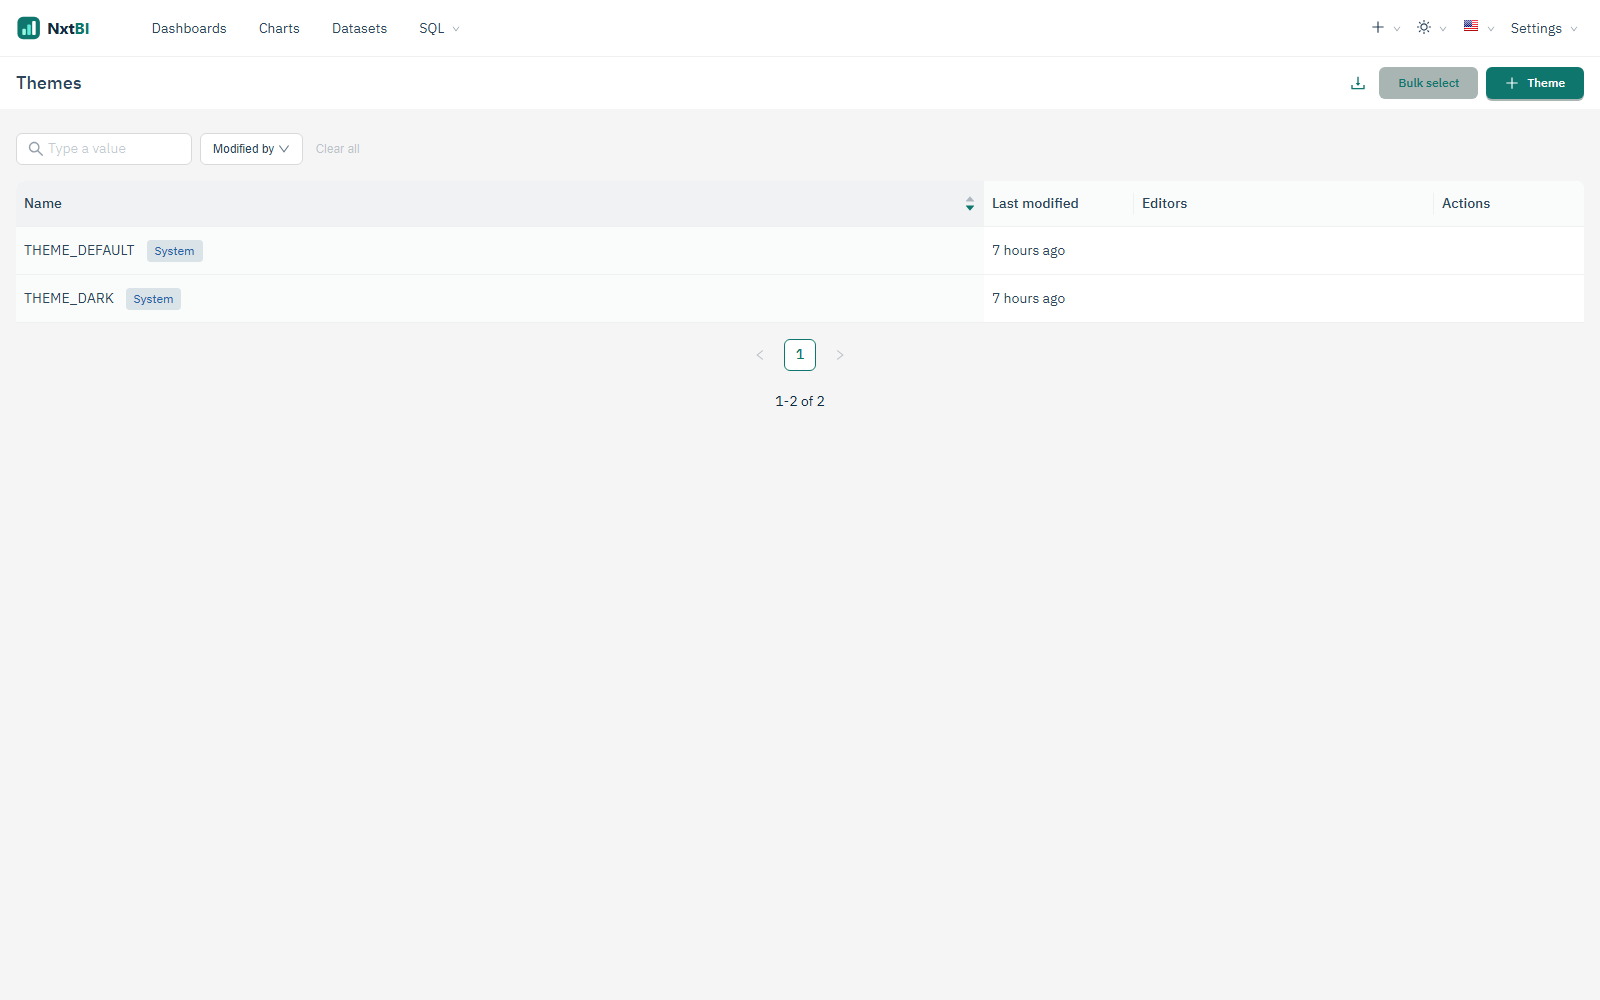 NxtBI Dashboards Charts Datasets SQL Settings
Themes Bulk select Theme
Type a value Modified by Clear all
Name Last modified Editors Actions
THEME_DEFAULT System 7 hours ago
THEME_DARK System 7 hours ago
1
1-2 of 2